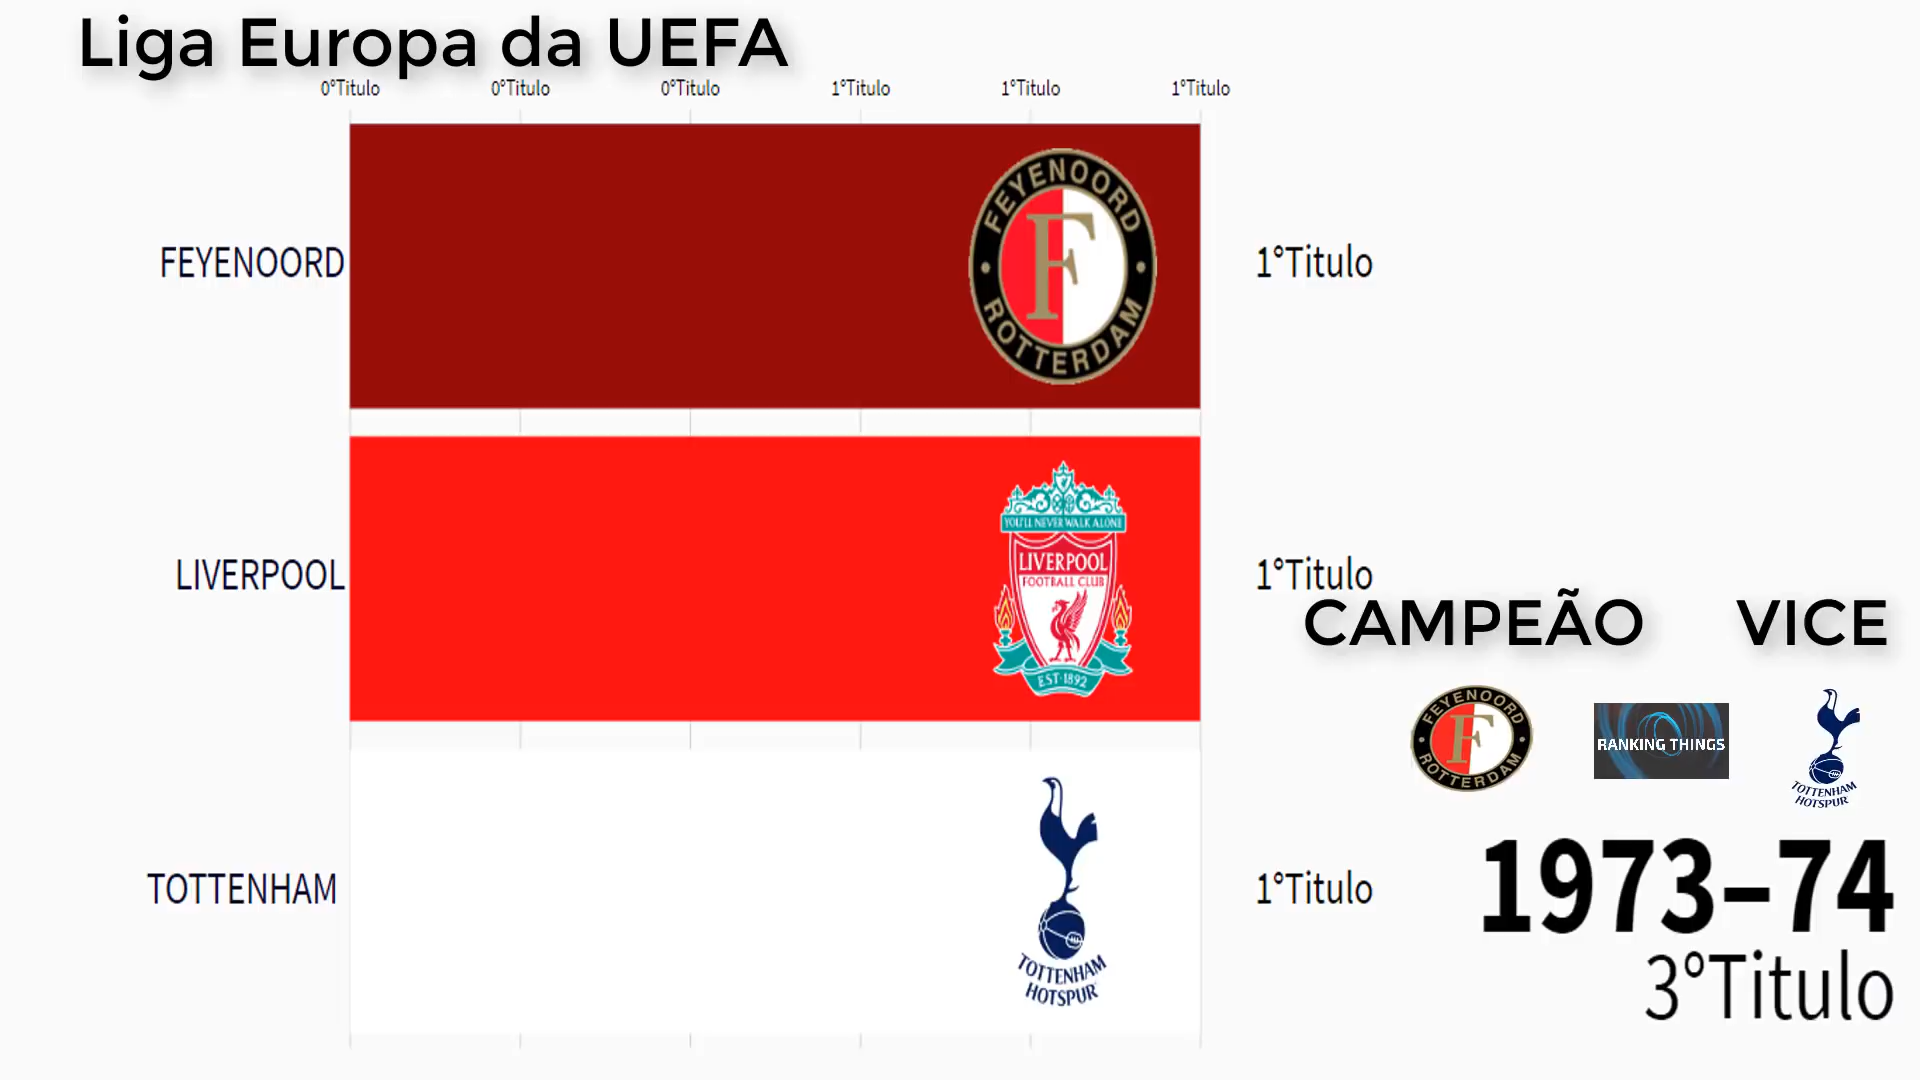 Liga Europa da UEFA
0°Titulo 0°Titulo 0°Titulo 1°Titulo 1°Titulo 1°Titulo
FEYENOORD
FEYENOORD
F
ROTTERDAM
1°Titulo
LIVERPOOL
YOU'LL NEVER WALK ALONE
LIVERPOOL
FOOTBALL CLUB
EST·1892
1°Titulo
CAMPEÃO VICE
FEYENOORD
F
ROTTERDAM
RANKING THINGS
TOTTENHAM
HOTSPUR
TOTTENHAM
TOTTENHAM
HOTSPUR
1°Titulo
1973–74
3°Titulo